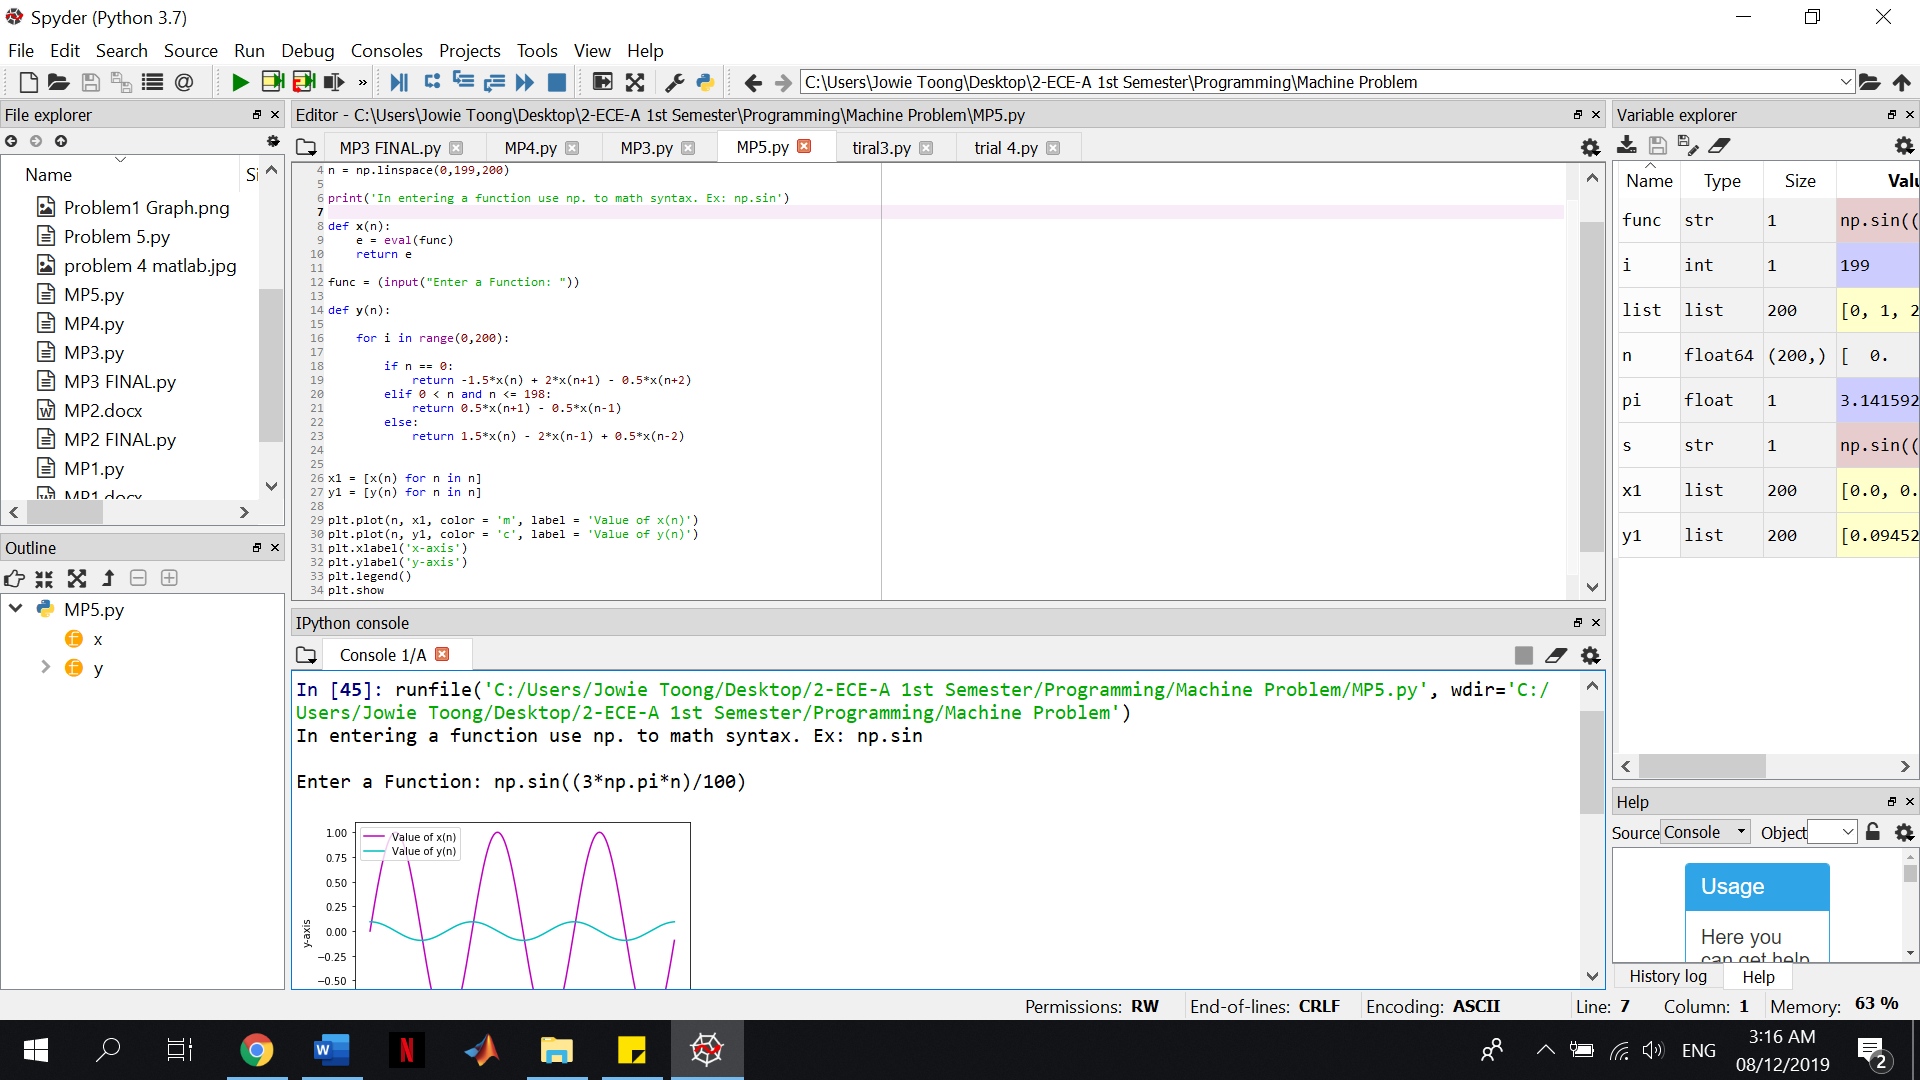 Spyder (Python 3.7)
File Edit Search Source Run Debug Consoles Projects Tools View Help
C:\Users\Jowie Toong\Desktop\2-ECE-A 1st Semester\Programming\Machine Problem
File explorer
Name
Problem1 Graph.png
Problem 5.py
problem 4 matlab.jpg
MP5.py
MP4.py
MP3.py
MP3 FINAL.py
MP2.docx
MP2 FINAL.py
MP1.py
MP1.docx
Outline
MP5.py
x
y
Editor - C:\Users\Jowie Toong\Desktop\2-ECE-A 1st Semester\Programming\Machine Problem\MP5.py
MP3 FINAL.py MP4.py MP3.py MP5.py tiral3.py trial 4.py
4 n = np.linspace(0,199,200)
5
6 print('In entering a function use np. to math syntax. Ex: np.sin')
7
8 def x(n):
9     e = eval(func)
10     return e
11
12 func = (input("Enter a Function: "))
13
14 def y(n):
15
16     for i in range(0,200):
17
18         if n == 0:
19             return -1.5*x(n) + 2*x(n+1) - 0.5*x(n+2)
20         elif 0 < n and n <= 198:
21             return 0.5*x(n+1) - 0.5*x(n-1)
22         else:
23             return 1.5*x(n) - 2*x(n-1) + 0.5*x(n-2)
24
25
26 x1 = [x(n) for n in n]
27 y1 = [y(n) for n in n]
28
29 plt.plot(n, x1, color = 'm', label = 'Value of x(n)')
30 plt.plot(n, y1, color = 'c', label = 'Value of y(n)')
31 plt.xlabel('x-axis')
32 plt.ylabel('y-axis')
33 plt.legend()
34 plt.show
IPython console
Console 1/A
In [45]: runfile('C:/Users/Jowie Toong/Desktop/2-ECE-A 1st Semester/Programming/Machine Problem/MP5.py', wdir='C:/
Users/Jowie Toong/Desktop/2-ECE-A 1st Semester/Programming/Machine Problem')
In entering a function use np. to math syntax. Ex: np.sin
Enter a Function: np.sin((3*np.pi*n)/100)
Value of x(n)
Value of y(n)
1.00
0.75
0.50
0.25
0.00
−0.25
−0.50
y-axis
Variable explorer
Name Type Size Valu
func str 1 np.sin((
i int 1 199
list list 200 [0, 1, 2
n float64 (200,) [ 0.
pi float 1 3.141592
s str 1 np.sin((
x1 list 200 [0.0, 0.
y1 list 200 [0.09452
Help
Source Console Object
Usage
Here you
can get help
History log Help
Permissions: RW End-of-lines: CRLF Encoding: ASCII Line: 7 Column: 1 Memory: 63 %
ENG
3:16 AM
08/12/2019
2